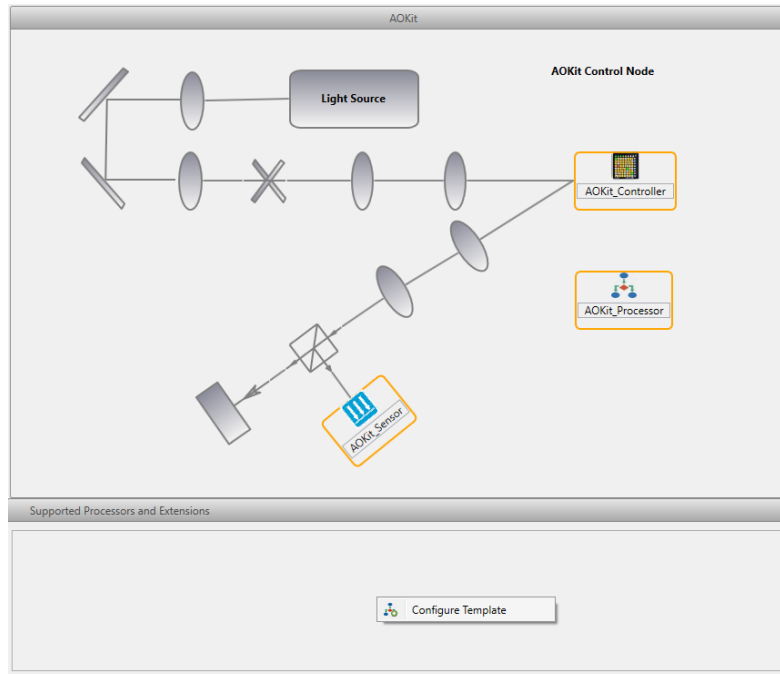 AOKit
AOKit Control Node
Light Source
AOKit_Controller
AOKit_Processor
AOKit_Sensor
Supported Processors and Extensions
Configure Template